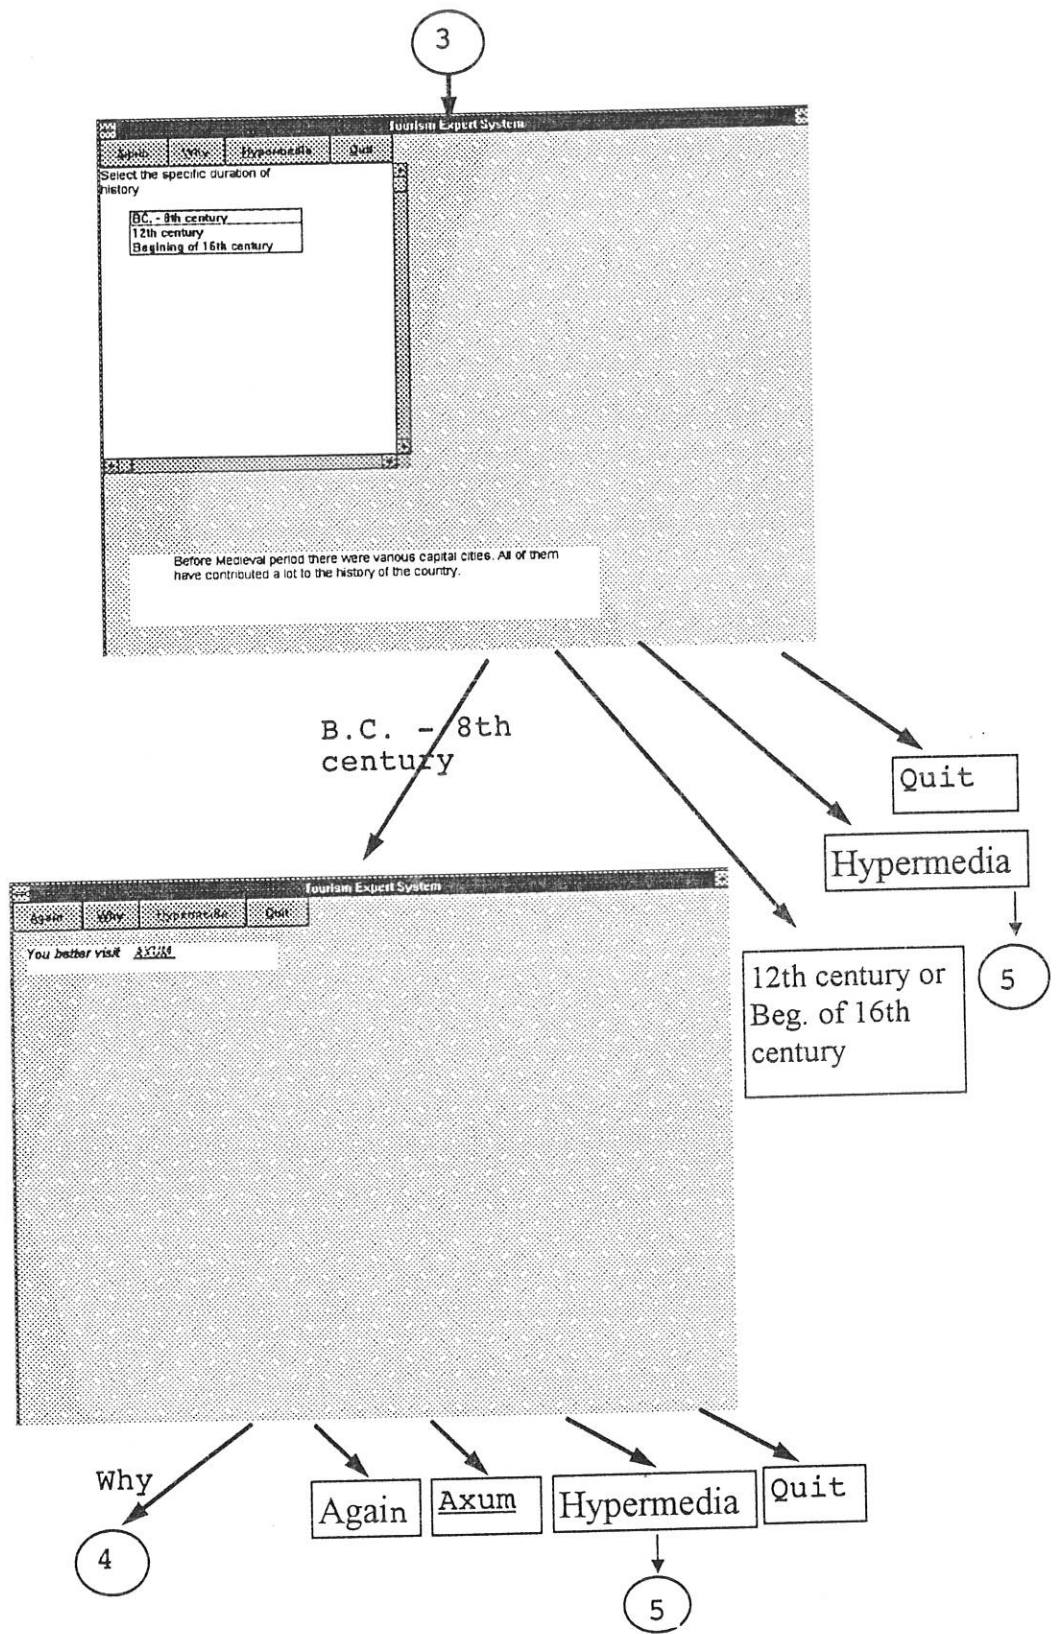 3
Tourism Expert System
Again Why Hypermedia Quit
Select the specific duration of
history
BC. - 8th century
12th century
Begining of 16th century
Before Medieval period there were various capital cities. All of them
have contributed a lot to the history of the country.
B.C. - 8th
century
Quit
Hypermedia
5
12th century or
Beg. of 16th
century
Tourism Expert System
Again Why Hypermedia Quit
You better visit AXUM
Why
4
Again
Axum
Hypermedia
Quit
5